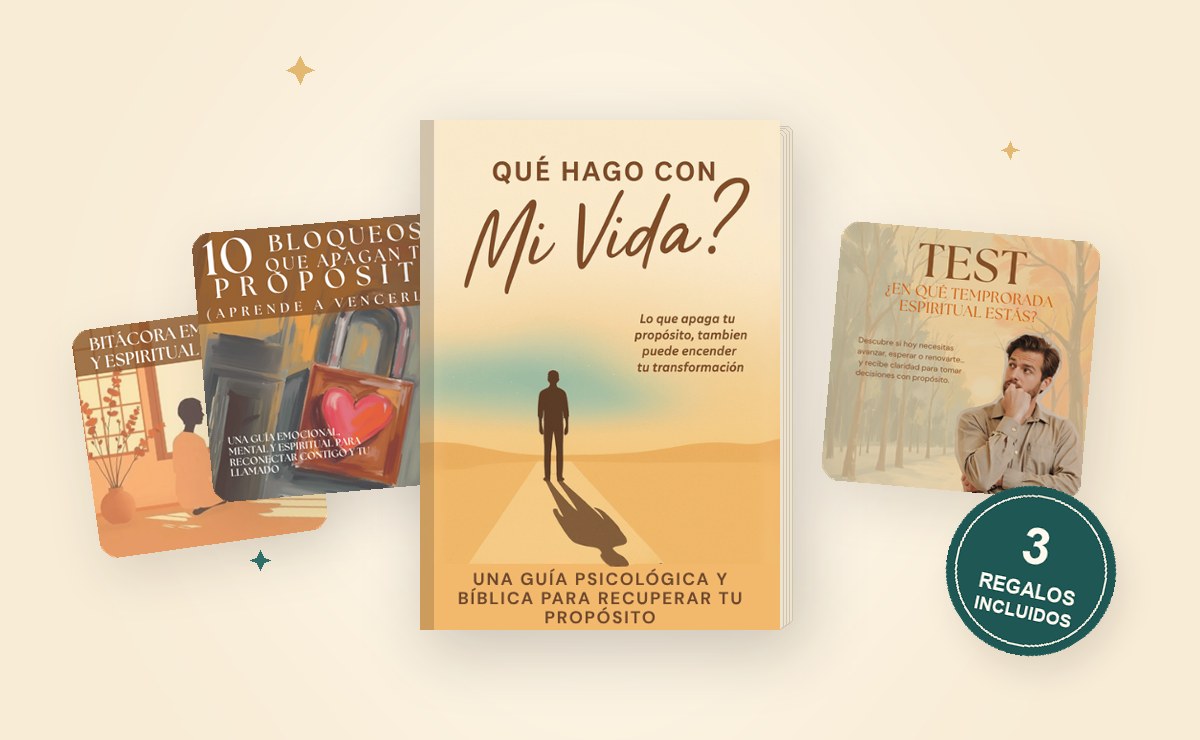 QUÉ HAGO CON
Mi Vida?
Lo que apaga tu
propósito, tambien
puede encender
tu transformación
UNA GUÍA PSICOLÓGICA Y
BÍBLICA PARA RECUPERAR TU
PROPÓSITO
BITÁCORA EM
Y ESPIRITUAL
10 BLOQUEOS
QUE APAGAN T
PROPÓSIT
(APRENDE A VENCERL
UNA GUÍA EMOCIONAL,
MENTAL Y ESPIRITUAL PARA
RECONECTAR CONTIGO Y TU
LLAMADO
TEST
¿EN QUÉ TEMPRORADA
ESPIRITUAL ESTÁS?
Descubre si hoy necesitas
avanzar, esperar o renovarte...
y recibe claridad para tomar
decisiones con propósito.
3
REGALOS
INCLUIDOS